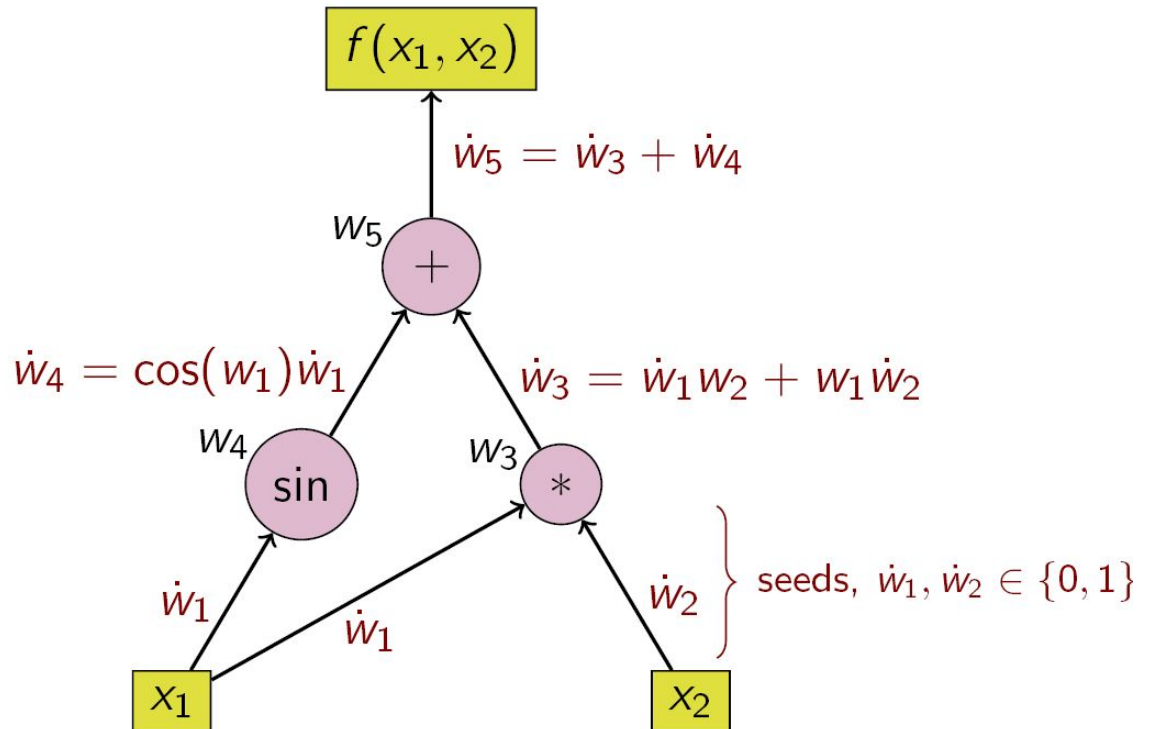 f(x₁, x₂)
ẇ₅ = ẇ₃ + ẇ₄
w₅
+
ẇ₄ = cos(w₁)ẇ₁
ẇ₃ = ẇ₁w₂ + w₁ẇ₂
w₄
sin
w₃
*
ẇ₁
ẇ₁
ẇ₂
} seeds, ẇ₁, ẇ₂ ∈ {0, 1}
x₁
x₂